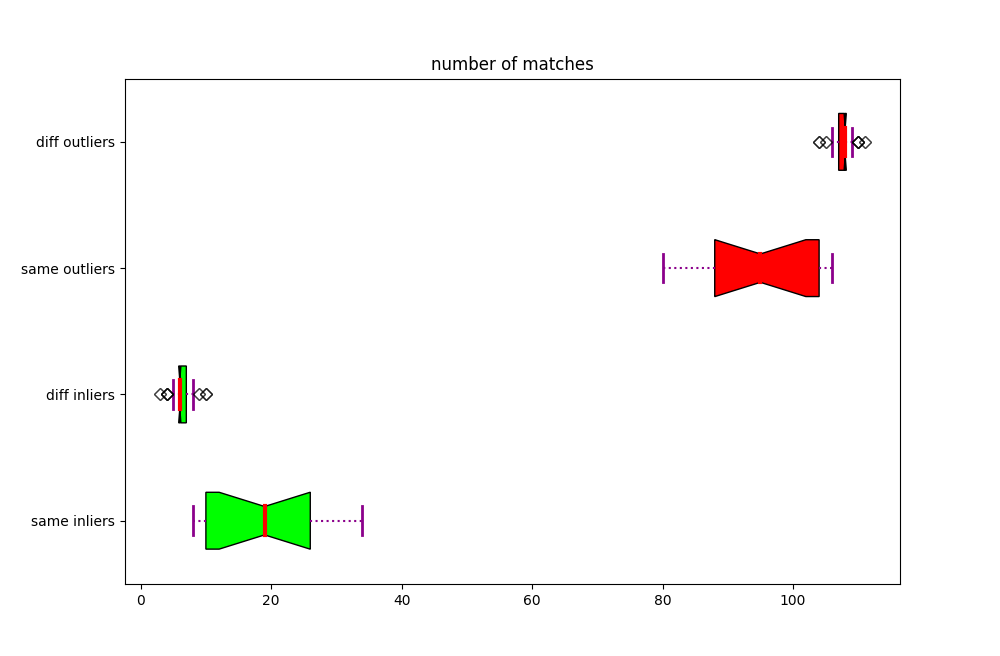 number of matches
diff outliers
same outliers
diff inliers
same inliers
0 20 40 60 80 100